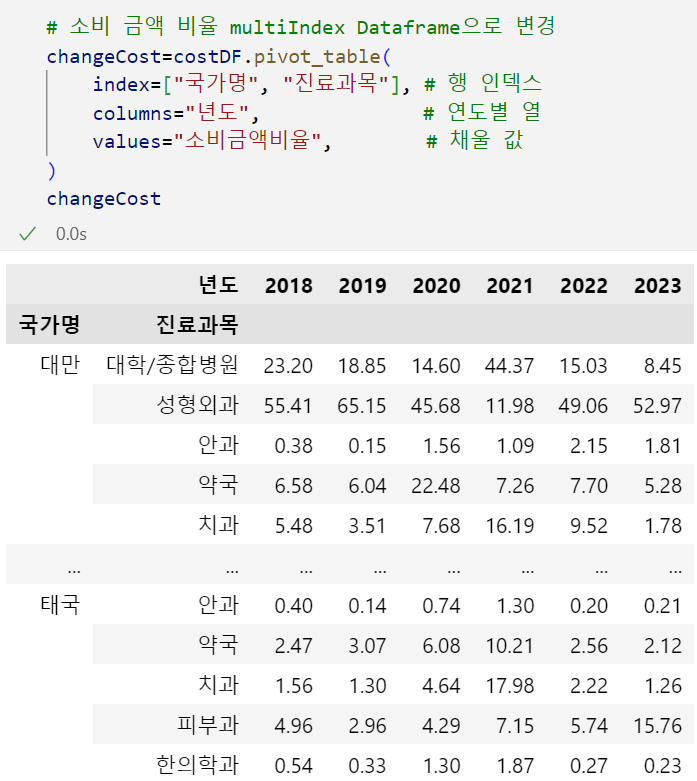 # 소비 금액 비율 multiIndex Dataframe으로 변경
changeCost=costDF.pivot_table(
    index=["국가명", "진료과목"], # 행 인덱스
    columns="년도",            # 연도별 열
    values="소비금액비율",       # 채울 값
)
changeCost
0.0s
년도 2018 2019 2020 2021 2022 2023
국가명 진료과목
대만 대학/종합병원 23.20 18.85 14.60 44.37 15.03 8.45
성형외과 55.41 65.15 45.68 11.98 49.06 52.97
안과 0.38 0.15 1.56 1.09 2.15 1.81
약국 6.58 6.04 22.48 7.26 7.70 5.28
치과 5.48 3.51 7.68 16.19 9.52 1.78
... ... ... ... ... ... ... ...
태국 안과 0.40 0.14 0.74 1.30 0.20 0.21
약국 2.47 3.07 6.08 10.21 2.56 2.12
치과 1.56 1.30 4.64 17.98 2.22 1.26
피부과 4.96 2.96 4.29 7.15 5.74 15.76
한의학과 0.54 0.33 1.30 1.87 0.27 0.23